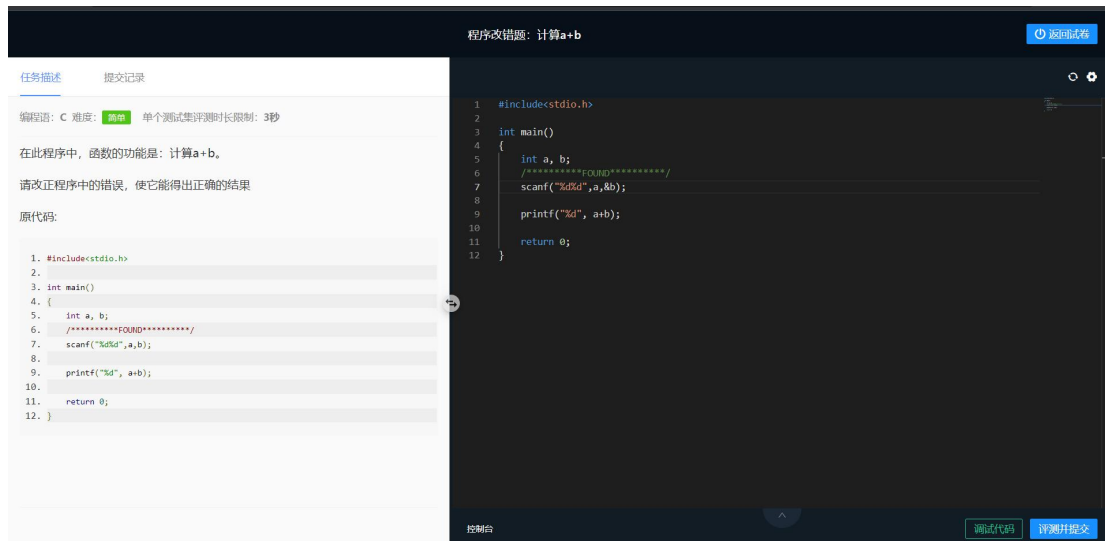 程序改错题：计算a+b
返回试卷
任务描述 提交记录
编程语：C 难度：简单 单个测试集评测时长限制：3秒
在此程序中，函数的功能是：计算a+b。
请改正程序中的错误，使它能得出正确的结果
原代码:
1. #include<stdio.h>
2.
3. int main()
4. {
5. int a, b;
6. /**********FOUND**********/
7. scanf("%d%d",a,b);
8.
9. printf("%d", a+b);
10.
11. return 0;
12. }
1 #include<stdio.h>
2
3 int main()
4 {
5 int a, b;
6 /**********FOUND**********/
7 scanf("%d%d",a,&b);
8
9 printf("%d", a+b);
10
11 return 0;
12 }
控制台
调试代码
评测并提交